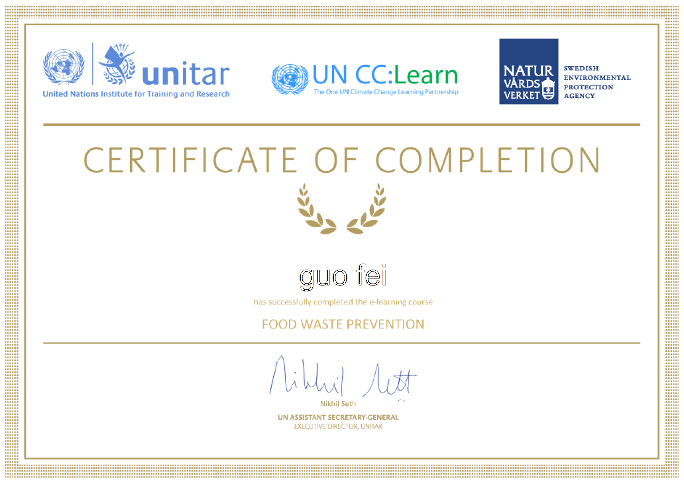 unitar
United Nations Institute for Training and Research
UN CC:Learn
The One UN Climate Change Learning Partnership
NATUR
VÅRDS
VERKET
SWEDISH
ENVIRONMENTAL
PROTECTION
AGENCY
CERTIFICATE OF COMPLETION
guo fei
has successfully completed the e-learning course
FOOD WASTE PREVENTION
Nikhil Seth
Nikhil Seth
UN ASSISTANT SECRETARY-GENERAL
EXECUTIVE DIRECTOR, UNITAR